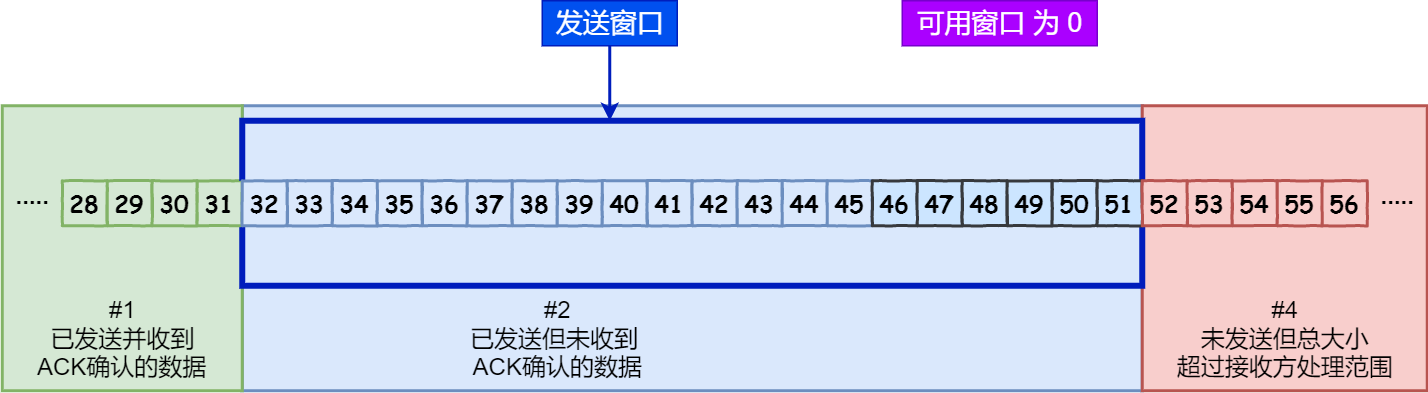 发送窗口
可用窗口 为 0
····· 28 29 30 31 32 33 34 35 36 37 38 39 40 41 42 43 44 45 46 47 48 49 50 51 52 53 54 55 56 ·····
#1
已发送并收到
ACK确认的数据
#2
已发送但未收到
ACK确认的数据
#4
未发送但总大小
超过接收方处理范围